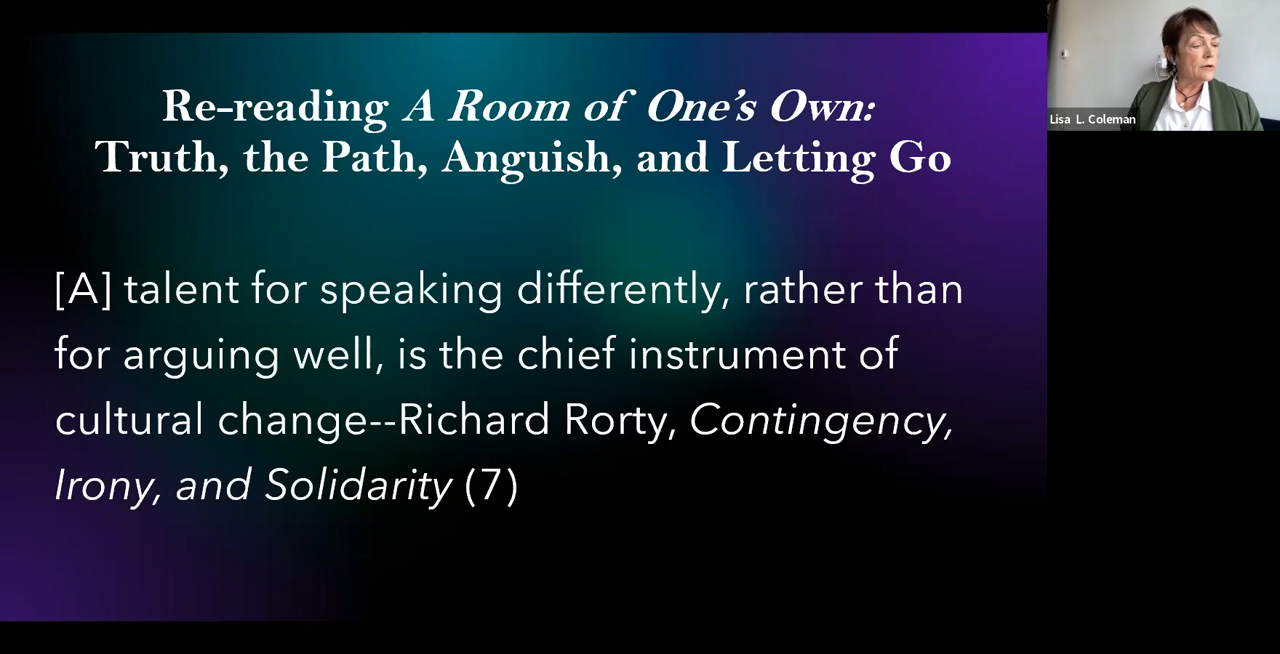 Re-reading A Room of One's Own:
Truth, the Path, Anguish, and Letting Go
[A] talent for speaking differently, rather than
for arguing well, is the chief instrument of
cultural change--Richard Rorty, Contingency,
Irony, and Solidarity (7)
Lisa L. Coleman